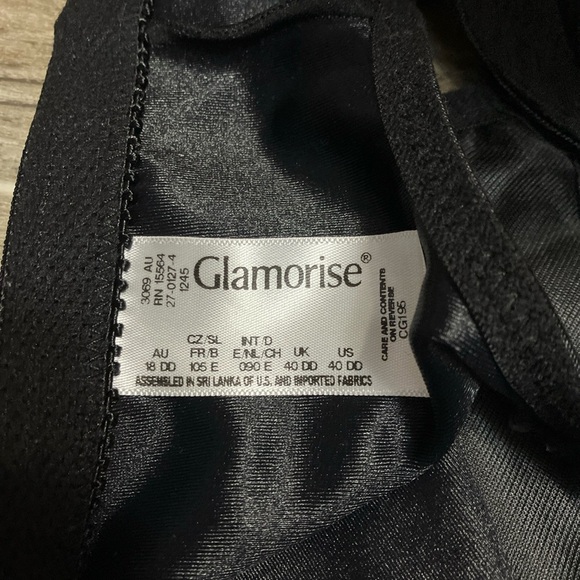 3069 AU
RN 15564
27-0127-4
1245
Glamorise®
CARE AND CONTENTS
ON REVERSE
CG195
CZ/SL INT/D
AU FR/B E/NL/CH UK US
18 DD 105 E 090 E 40 DD 40 DD
ASSEMBLED IN SRI LANKA OF U.S. AND IMPORTED FABRICS